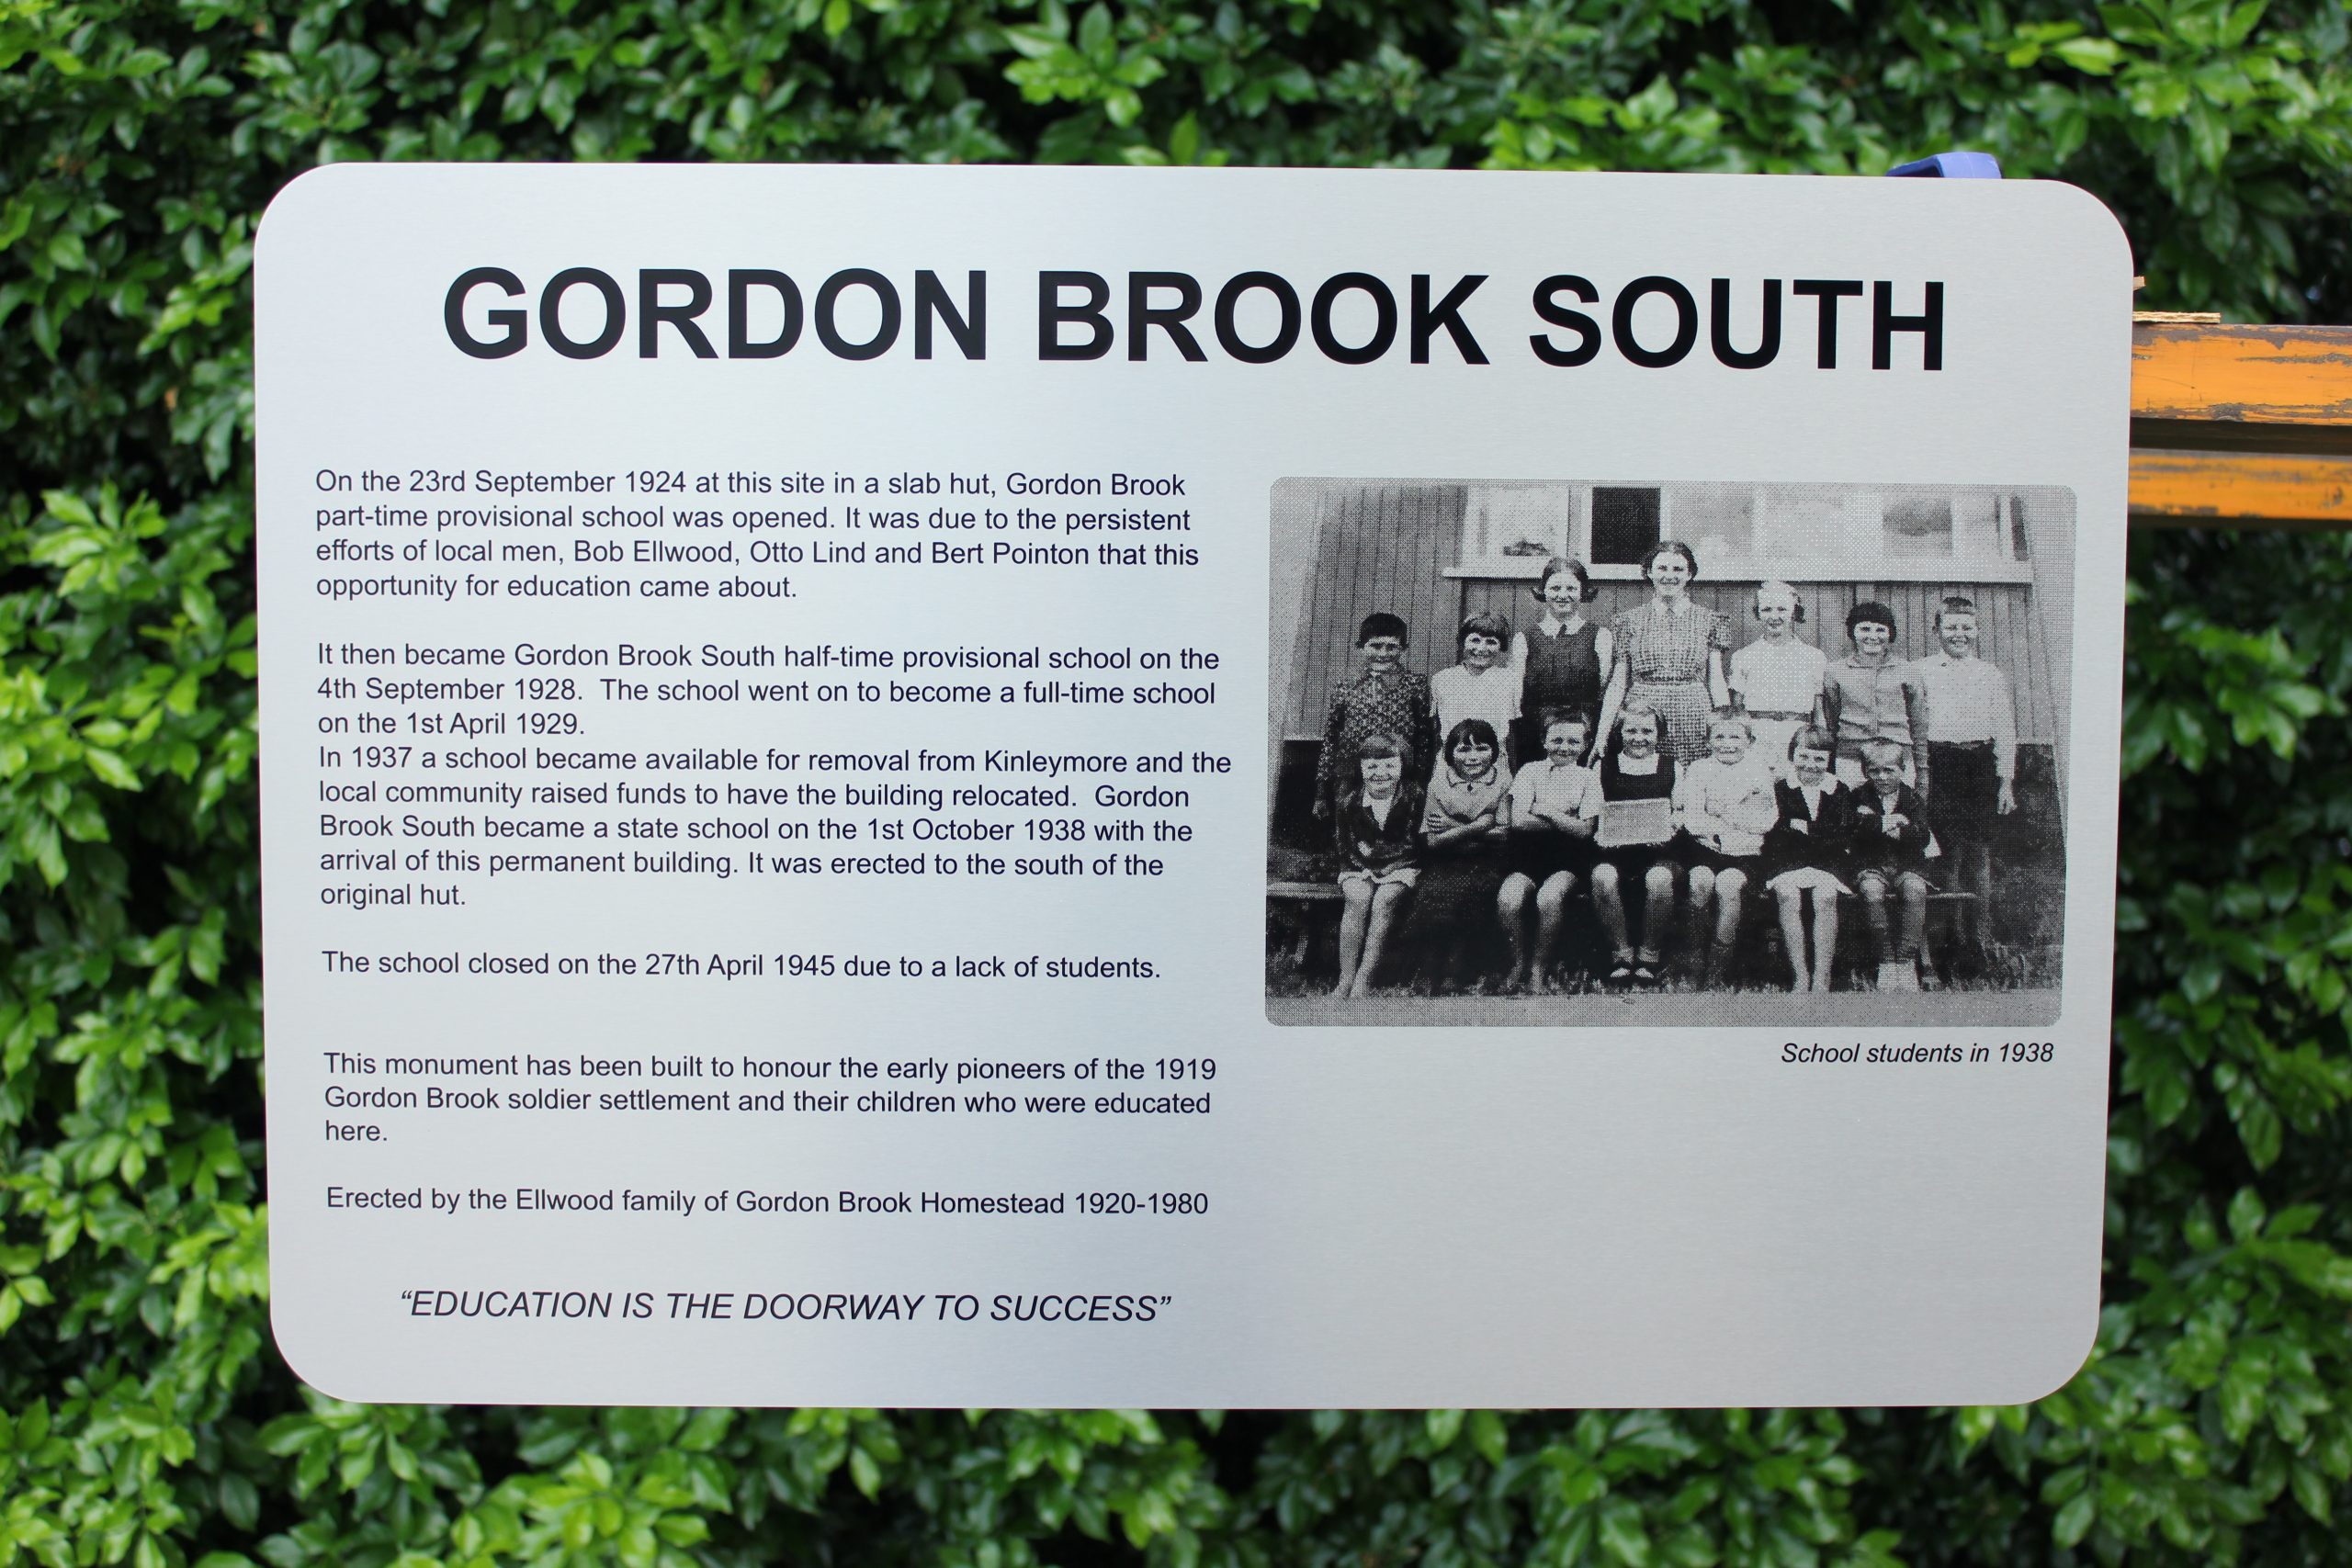 GORDON BROOK SOUTH
On the 23rd September 1924 at this site in a slab hut, Gordon Brook
part-time provisional school was opened. It was due to the persistent
efforts of local men, Bob Ellwood, Otto Lind and Bert Pointon that this
opportunity for education came about.
It then became Gordon Brook South half-time provisional school on the
4th September 1928. The school went on to become a full-time school
on the 1st April 1929.
In 1937 a school became available for removal from Kinleymore and the
local community raised funds to have the building relocated. Gordon
Brook South became a state school on the 1st October 1938 with the
arrival of this permanent building. It was erected to the south of the
original hut.
The school closed on the 27th April 1945 due to a lack of students.
This monument has been built to honour the early pioneers of the 1919
Gordon Brook soldier settlement and their children who were educated
here.
Erected by the Ellwood family of Gordon Brook Homestead 1920-1980
“EDUCATION IS THE DOORWAY TO SUCCESS”
School students in 1938